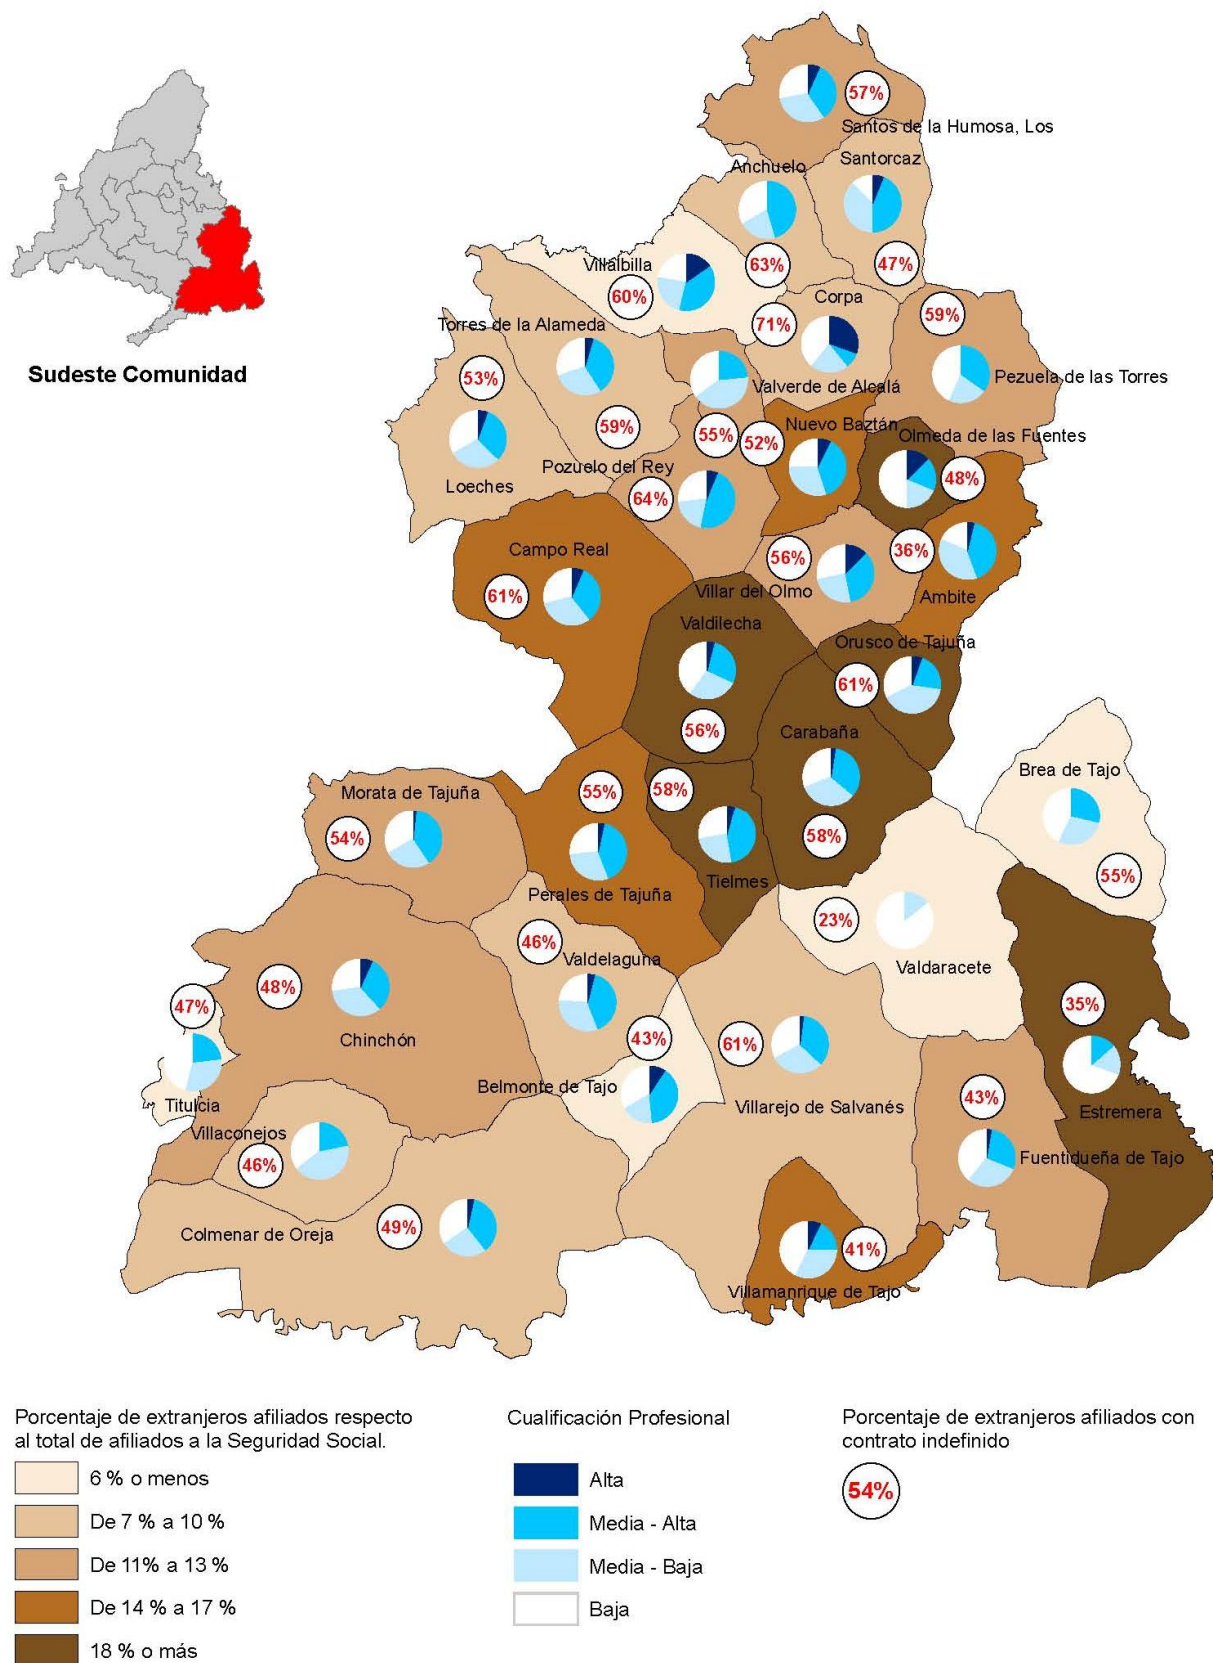 57%
Santos de la Humosa, Los
Santorcaz
Anchuelo
63%
47%
Villalbilla
60%
Corpa
71%
59%
Torres de la Alameda
Sudeste Comunidad
53%
Valverde de Alcalá
Pezuela de las Torres
59%
55%
52%
Nuevo Baztán
Olmeda de las Fuentes
Loeches
Pozuelo del Rey
64%
48%
Campo Real
61%
56%
36%
Villar del Olmo
Ambite
Valdilecha
Orusco de Tajuña
61%
56%
Carabaña
Brea de Tajo
Morata de Tajuña
55%
58%
54%
58%
Perales de Tajuña
Tielmes
55%
46%
23%
Valdelaguna
Valdaracete
48%
47%
35%
Chinchón
43%
61%
Belmonte de Tajo
Villarejo de Salvanés
43%
Estremera
Titulcia
Villaconejos
46%
Fuentidueña de Tajo
Colmenar de Oreja
49%
41%
Villamanrique de Tajo
Porcentaje de extranjeros afiliados respecto
al total de afiliados a la Seguridad Social.
6 % o menos
De 7 % a 10 %
De 11% a 13 %
De 14 % a 17 %
18 % o más
Cualificación Profesional
Alta
Media - Alta
Media - Baja
Baja
Porcentaje de extranjeros afiliados con
contrato indefinido
54%